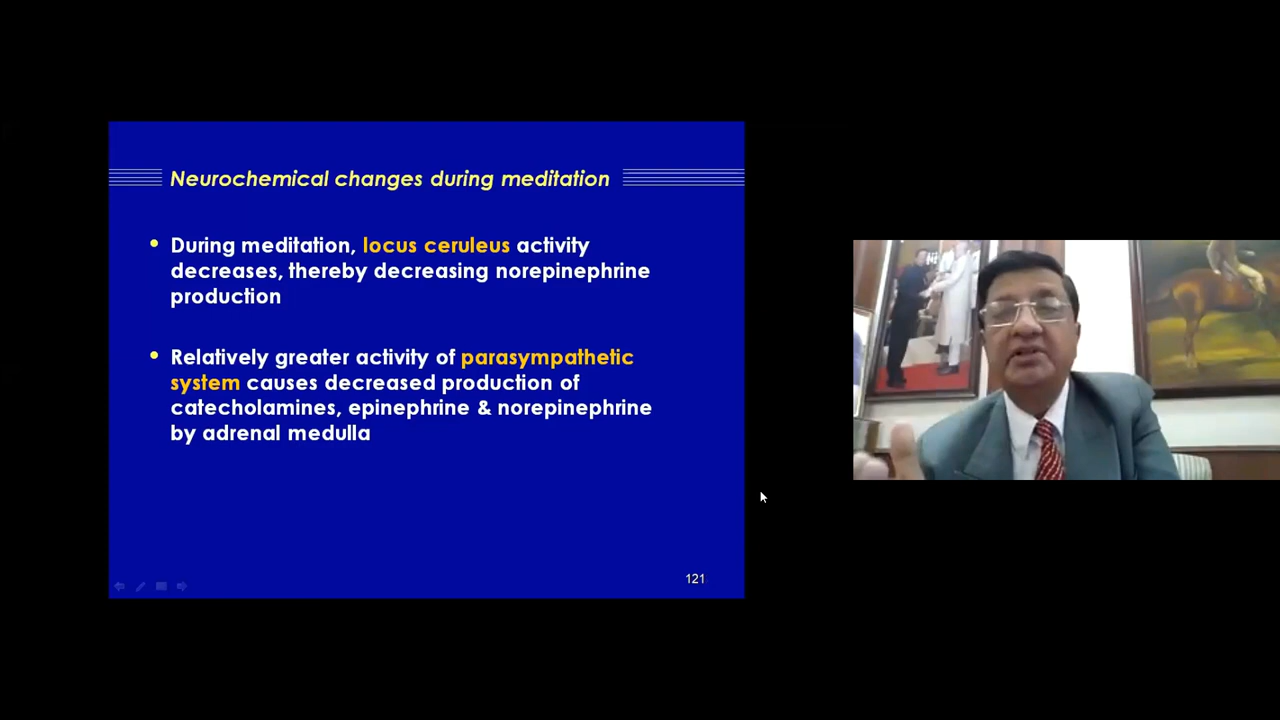 Neurochemical changes during meditation
• During meditation, locus ceruleus activity
decreases, thereby decreasing norepinephrine
production
• Relatively greater activity of parasympathetic
system causes decreased production of
catecholamines, epinephrine & norepinephrine
by adrenal medulla
121